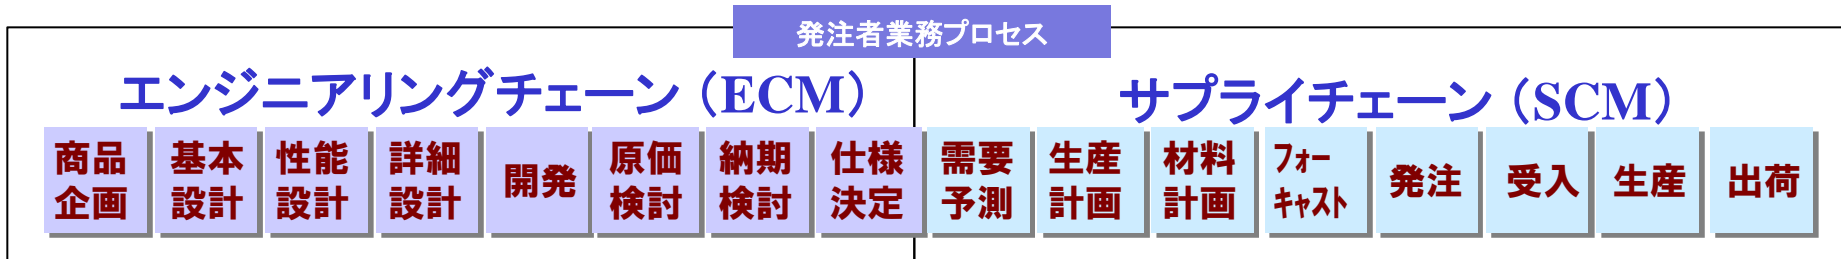 発注者業務プロセス
エンジニアリングチェーン（ECM）
サプライチェーン（SCM）
商品
企画
基本
設計
性能
設計
詳細
設計
開発
原価
検討
納期
検討
仕様
決定
需要
予測
生産
計画
材料
計画
フォー
キャスト
発注
受入
生産
出荷